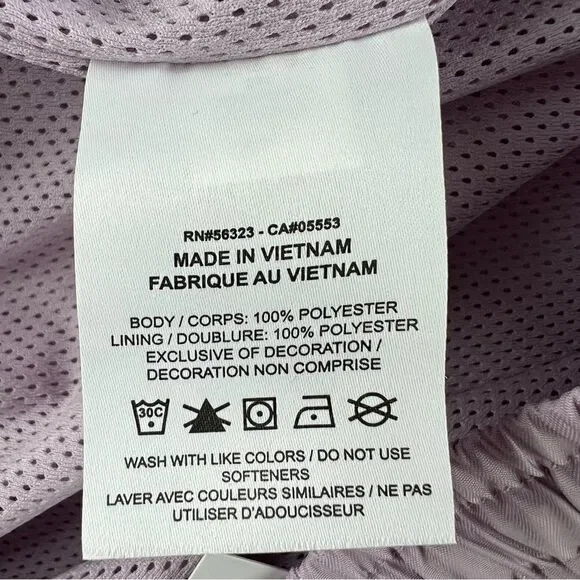 RN#56323 - CA#05553
MADE IN VIETNAM
FABRIQUE AU VIETNAM
BODY / CORPS: 100% POLYESTER
LINING / DOUBLURE: 100% POLYESTER
EXCLUSIVE OF DECORATION /
DECORATION NON COMPRISE
30C
WASH WITH LIKE COLORS / DO NOT USE
SOFTENERS
LAVER AVEC COULEURS SIMILAIRES / NE PAS
UTILISER D'ADOUCISSEUR